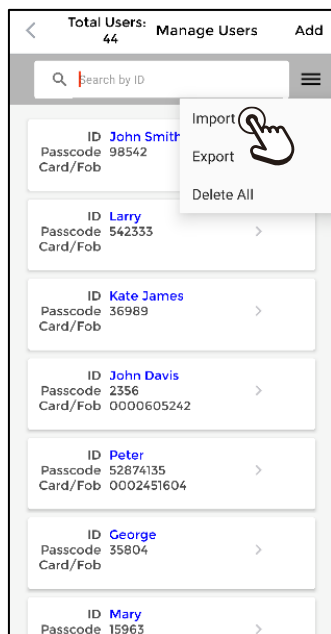 Total Users:
44
Manage Users
Add
Search by ID
Import
Export
Delete All
ID John Smith
Passcode 98542
Card/Fob
ID Larry
Passcode 542333
Card/Fob
ID Kate James
Passcode 36989
Card/Fob
ID John Davis
Passcode 2356
Card/Fob 0000605242
ID Peter
Passcode 52874135
Card/Fob 0002451604
ID George
Passcode 35804
Card/Fob
ID Mary
Passcode 15963